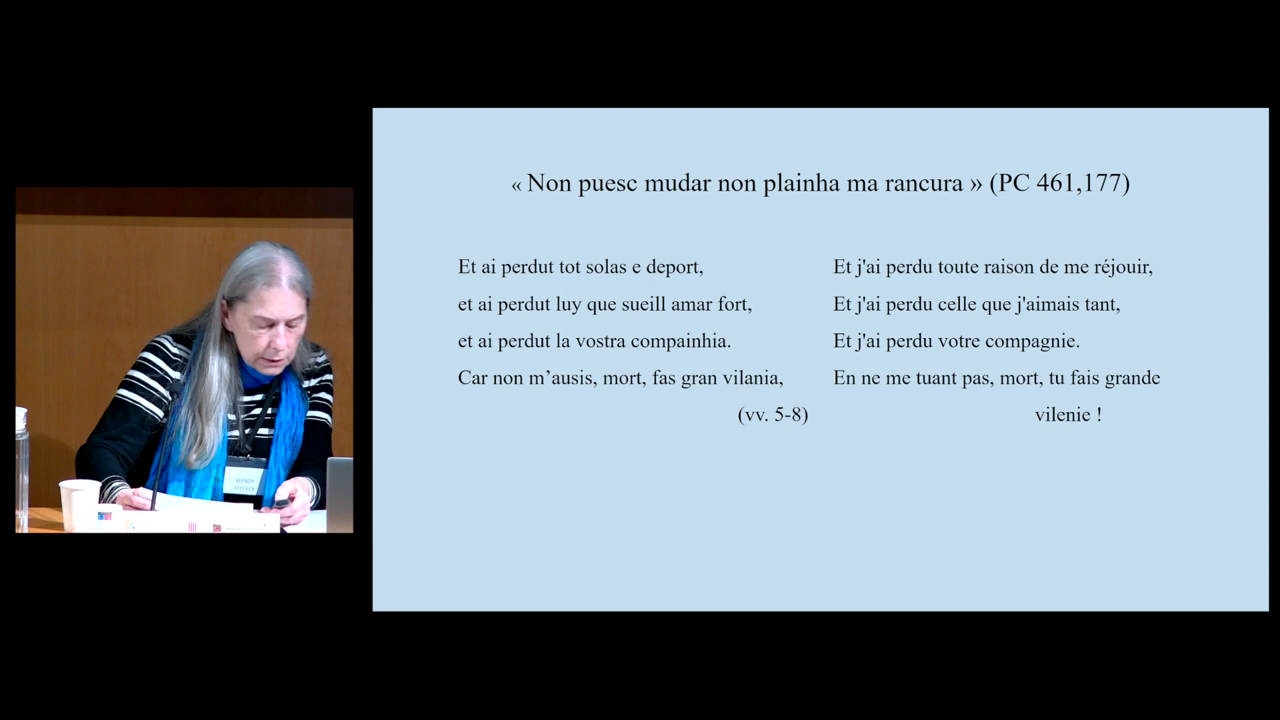 « Non puesc mudar non plainha ma rancura » (PC 461,177)
Et ai perdut tot solas e deport,
et ai perdut luy que sueill amar fort,
et ai perdut la vostra compainhia.
Car non m’ausis, mort, fas gran vilania,
(vv. 5-8)
Et j'ai perdu toute raison de me réjouir,
Et j'ai perdu celle que j'aimais tant,
Et j'ai perdu votre compagnie.
En ne me tuant pas, mort, tu fais grande
vilenie !
WENDY